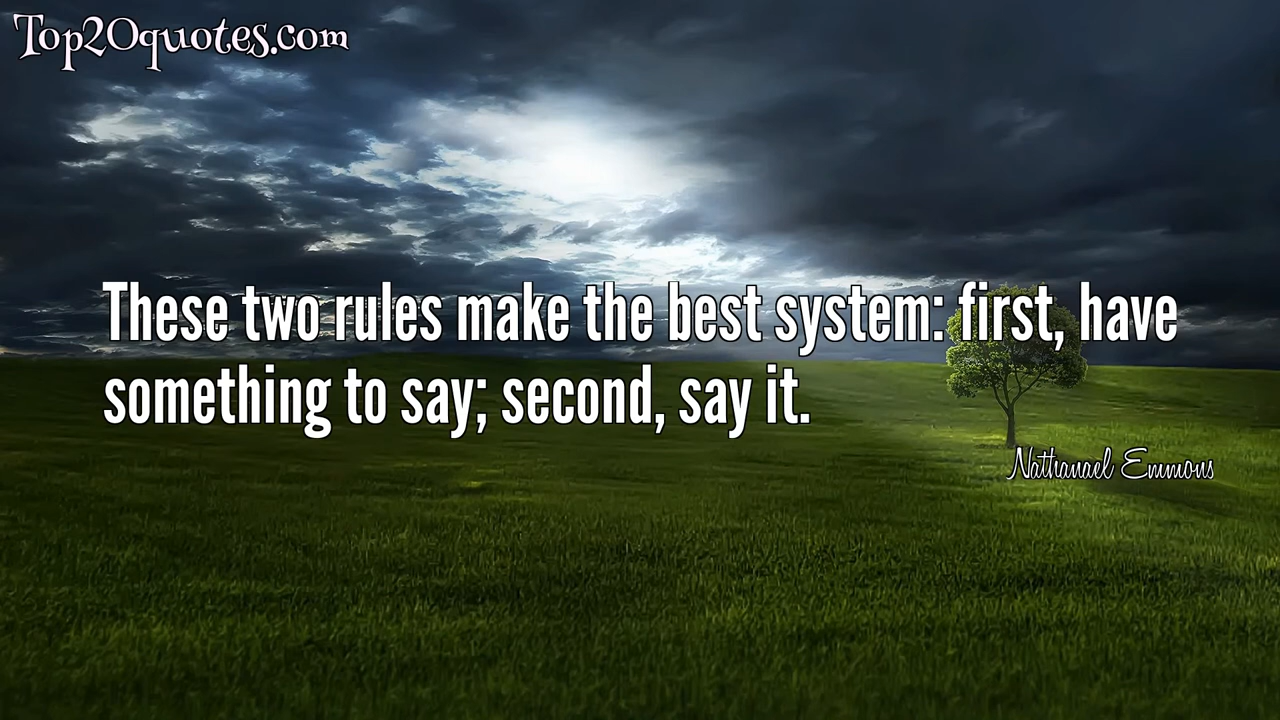 Top20quotes.com
These two rules make the best system: first, have
something to say; second, say it.
Nathanael Emmons